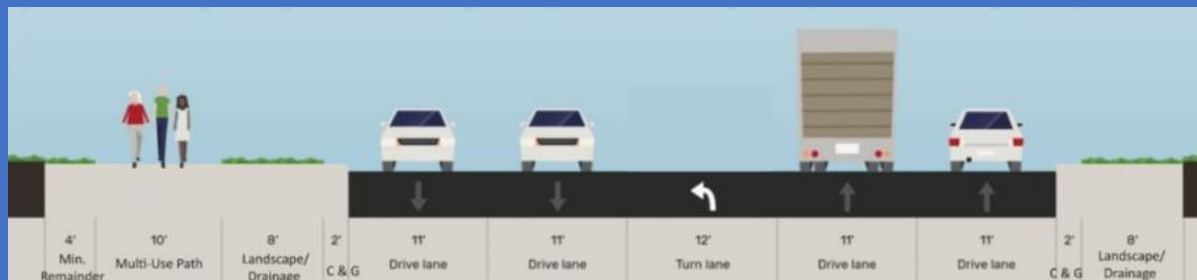 4' 10' 8' 2' 11' 11' 12' 11' 11' 2' 8'
Min. Remainder
Multi-Use Path
Landscape/ Drainage
C & G
Drive lane
Drive lane
Turn lane
Drive lane
Drive lane
C & G
Landscape/ Drainage